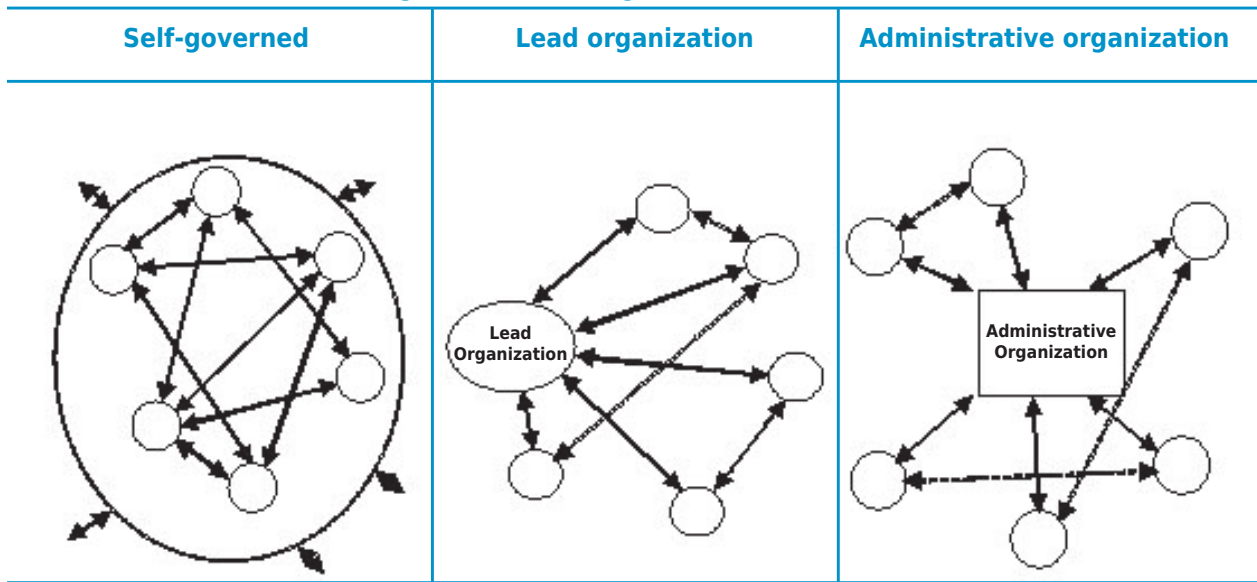 Self-governed
Lead organization
Administrative organization
Lead
Organization
Administrative
Organization